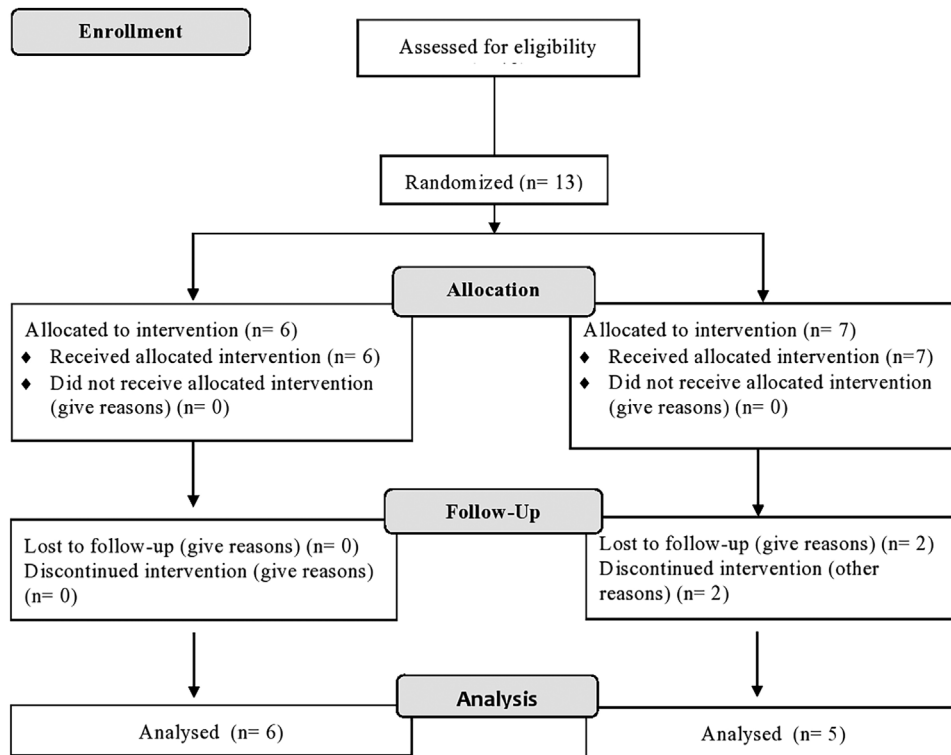 Enrollment
Assessed for eligibility
Randomized (n= 13)
Allocation
Allocated to intervention (n= 6)
♦ Received allocated intervention (n= 6)
♦ Did not receive allocated intervention
(give reasons) (n= 0)
Allocated to intervention (n= 7)
♦ Received allocated intervention (n=7)
♦ Did not receive allocated intervention
(give reasons) (n= 0)
Follow-Up
Lost to follow-up (give reasons) (n= 0)
Discontinued intervention (give reasons)
(n= 0)
Lost to follow-up (give reasons) (n= 2)
Discontinued intervention (other
reasons) (n= 2)
Analysis
Analysed (n= 6)
Analysed (n= 5)